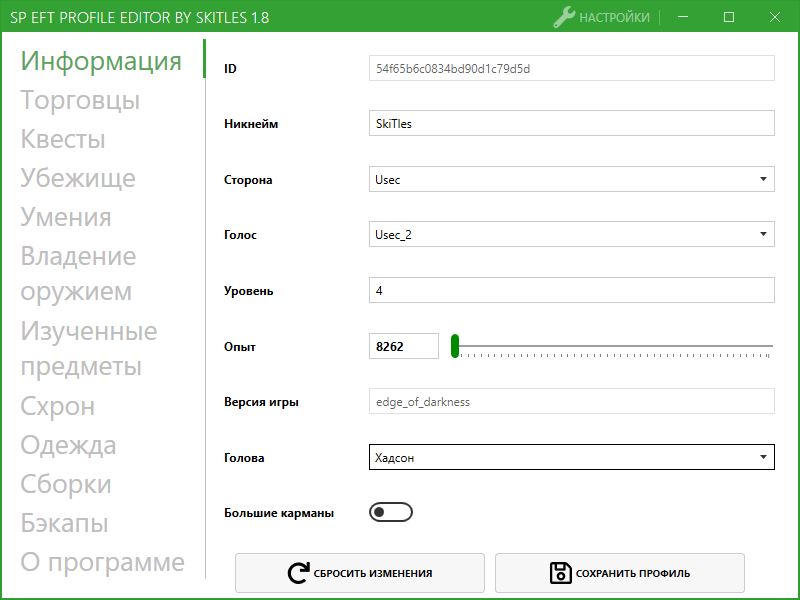 SP EFT PROFILE EDITOR BY SKITLES 1.8
НАСТРОЙКИ
Информация
Торговцы
Квесты
Убежище
Умения
Владение
оружием
Изученные
предметы
Схрон
Одежда
Сборки
Бэкапы
О программе
ID
54f65b6c0834bd90d1c79d5d
Никнейм
SkiTles
Сторона
Usec
Голос
Usec_2
Уровень
4
Опыт
8262
Версия игры
edge_of_darkness
Голова
Хадсон
Большие карманы
СБРОСИТЬ ИЗМЕНЕНИЯ
СОХРАНИТЬ ПРОФИЛЬ